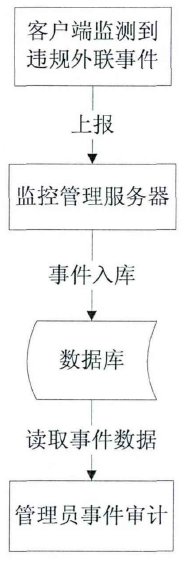 客户端监测到
违规外联事件
上报
监控管理服务器
事件入库
数据库
读取事件数据
管理员事件审计